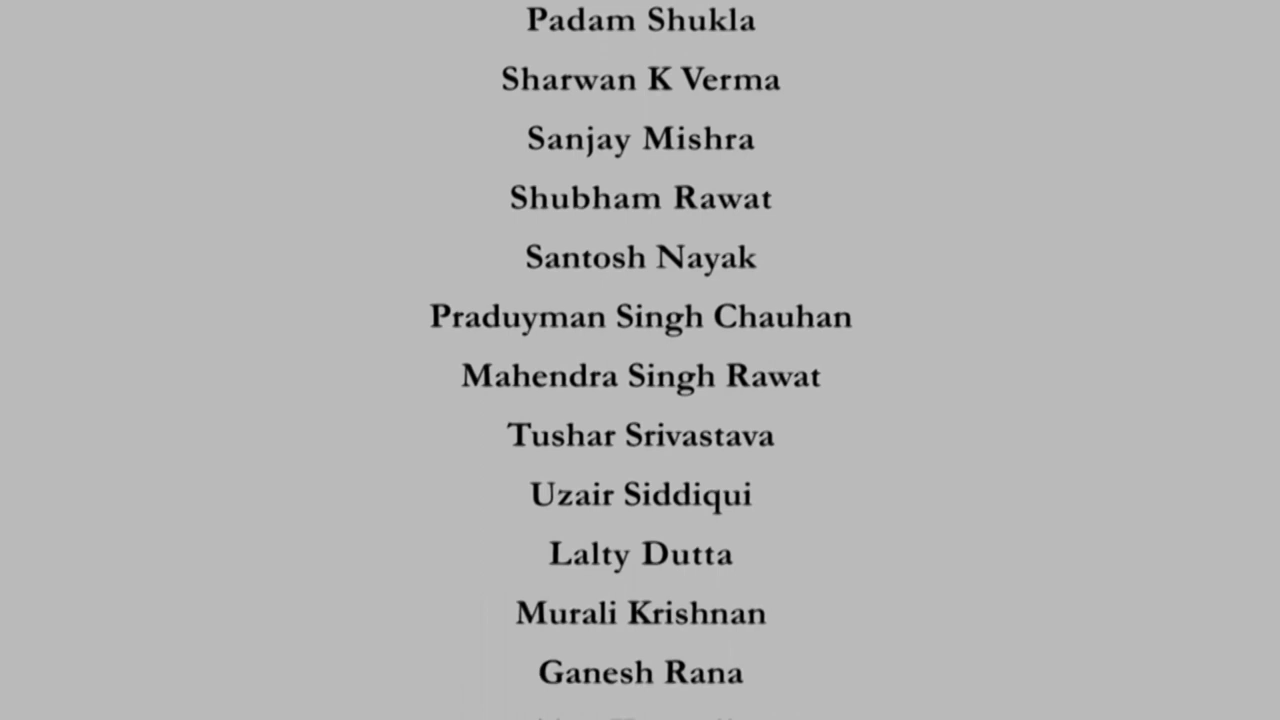 Padam Shukla
Sharwan K Verma
Sanjay Mishra
Shubham Rawat
Santosh Nayak
Praduyman Singh Chauhan
Mahendra Singh Rawat
Tushar Srivastava
Uzair Siddiqui
Lalty Dutta
Murali Krishnan
Ganesh Rana